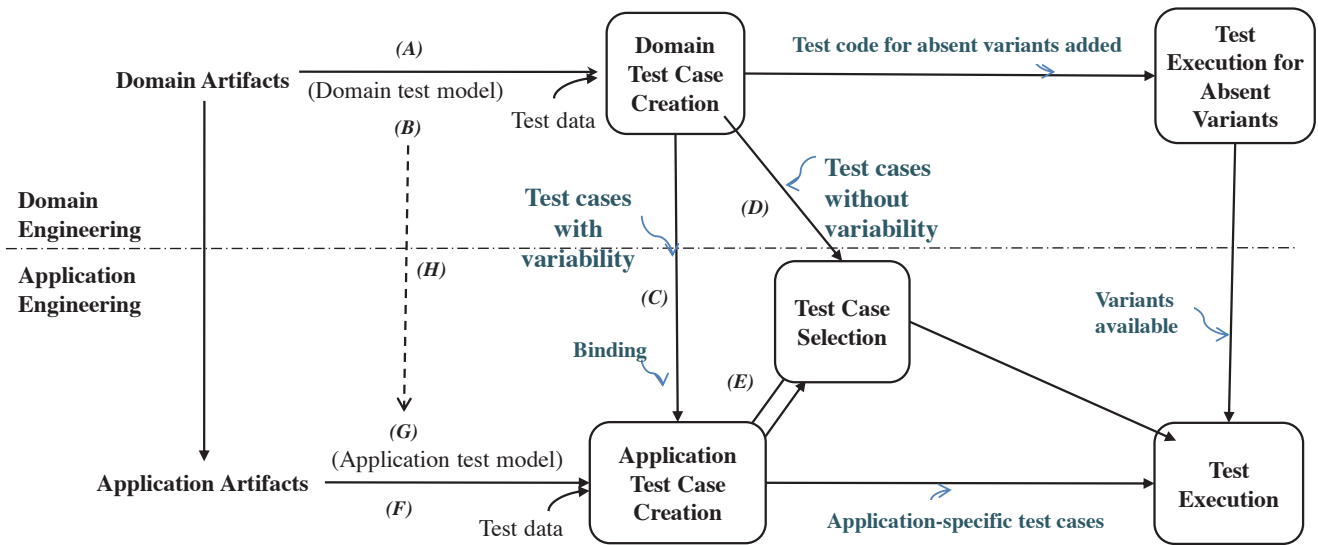 (A)
Domain Artifacts
(Domain test model)
(B)
Test data
Domain
Test Case
Creation
Test code for absent variants added
Test
Execution for
Absent
Variants
Domain
Engineering
Test cases
with
variability
(D)
Test cases
without
variability
Application
Engineering
(H)
(C)
Binding
Test Case
Selection
Variants
available
(E)
(G)
(Application test model)
Application Artifacts
(F)
Test data
Application
Test Case
Creation
Application-specific test cases
Test
Execution